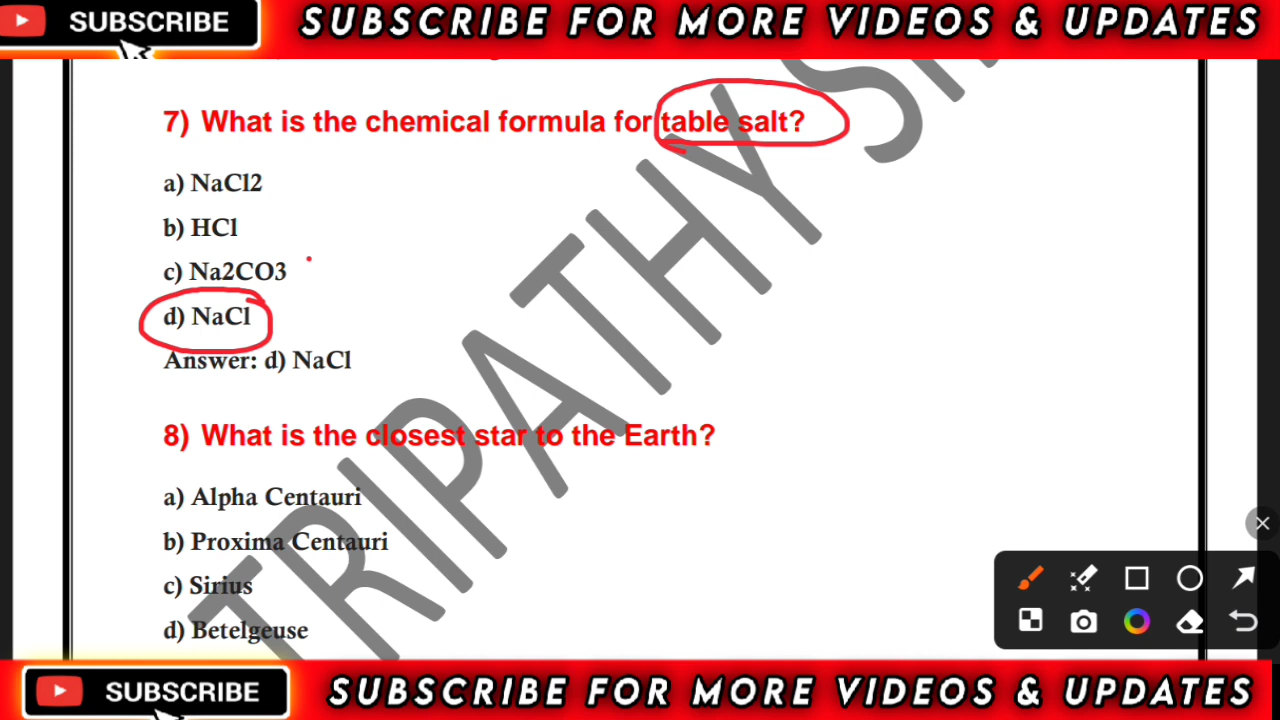 SUBSCRIBE SUBSCRIBE FOR MORE VIDEOS & UPDATES
7) What is the chemical formula for table salt?
a) NaCl2
b) HCl
c) Na2CO3
d) NaCl
Answer: d) NaCl
8) What is the closest star to the Earth?
a) Alpha Centauri
b) Proxima Centauri
c) Sirius
d) Betelgeuse
TRIPATHY
SUBSCRIBE SUBSCRIBE FOR MORE VIDEOS & UPDATES